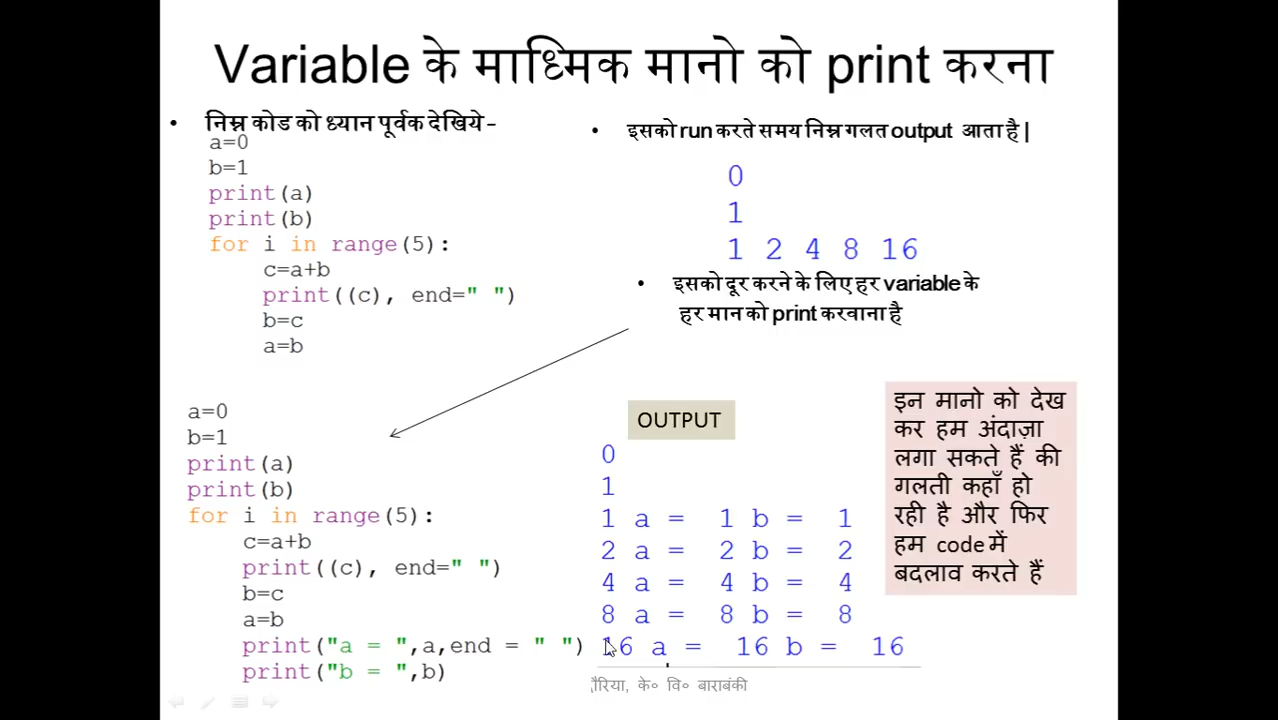 Variable के माध्मिक मानो को print करना
• निम्न कोड को ध्यान पूर्वक देखिये -
a=0
b=1
print(a)
print(b)
for i in range(5):
c=a+b
print((c), end=" ")
b=c
a=b
• इसको run करते समय निम्न गलत output आता है |
0
1
1 2 4 8 16
• इसको दूर करने के लिए हर variable के
हर मान को print करवाना है
a=0
b=1
print(a)
print(b)
for i in range(5):
c=a+b
print((c), end=" ")
b=c
a=b
print("a = ",a,end = " ")
print("b = ",b)
OUTPUT
0
1
1 a = 1 b = 1
2 a = 2 b = 2
4 a = 4 b = 4
8 a = 8 b = 8
16 a = 16 b = 16
इन मानो को देख
कर हम अंदाज़ा
लगा सकते हैं की
गलती कहाँ हो
रही है और फिर
हम code में
बदलाव करते हैं
के० वि० बाराबंकी